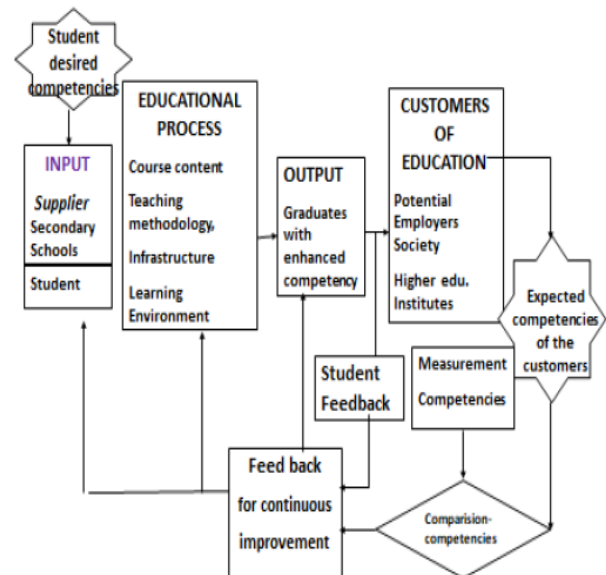 Student
desired
competencies
INPUT
Supplier
Secondary
Schools
Student
EDUCATIONAL
PROCESS
Course content
Teaching
methodology,
Infrastructure
Learning
Environment
OUTPUT
Graduates
with
enhanced
competency
CUSTOMERS
OF
EDUCATION
Potential
Employers
Society
Higher edu.
Institutes
Expected
competencies
of the
customers
Student
Feedback
Measurement
Competencies
Feed back
for continuous
improvement
Comparision-
competencies